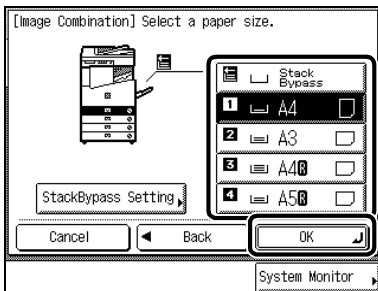 [Image Combination] Select a paper size.
Stack
Bypass
1 A4
2 A3
3 A4R
4 A5R
StackBypass Setting
Cancel
Back
OK
System Monitor